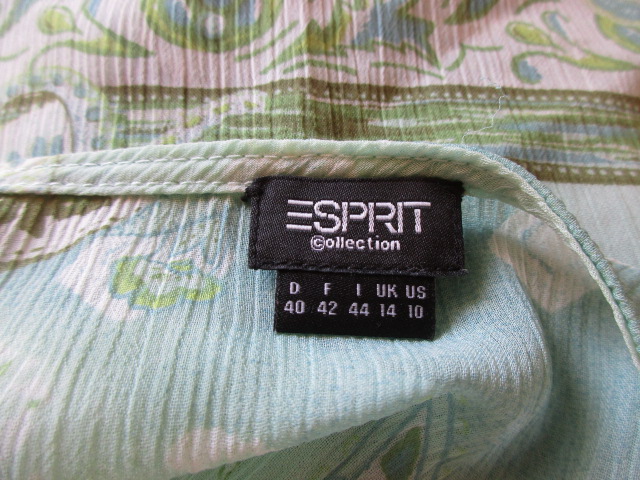 ESPRIT
©ollection
D F I UK US
40 42 44 14 10